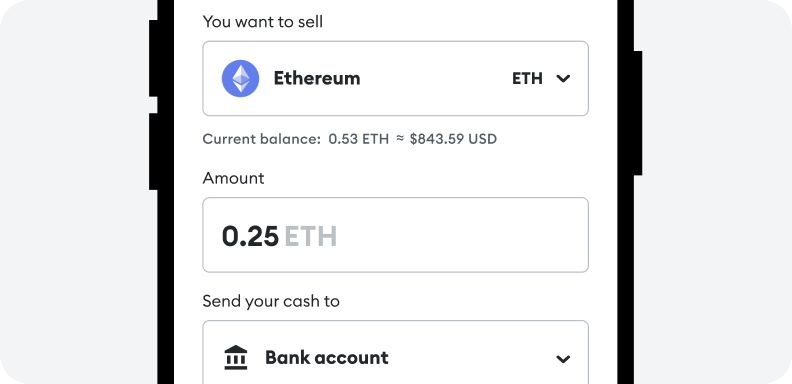 You want to sell
Ethereum ETH
Current balance: 0.53 ETH ≈ $843.59 USD
Amount
0.25 ETH
Send your cash to
Bank account